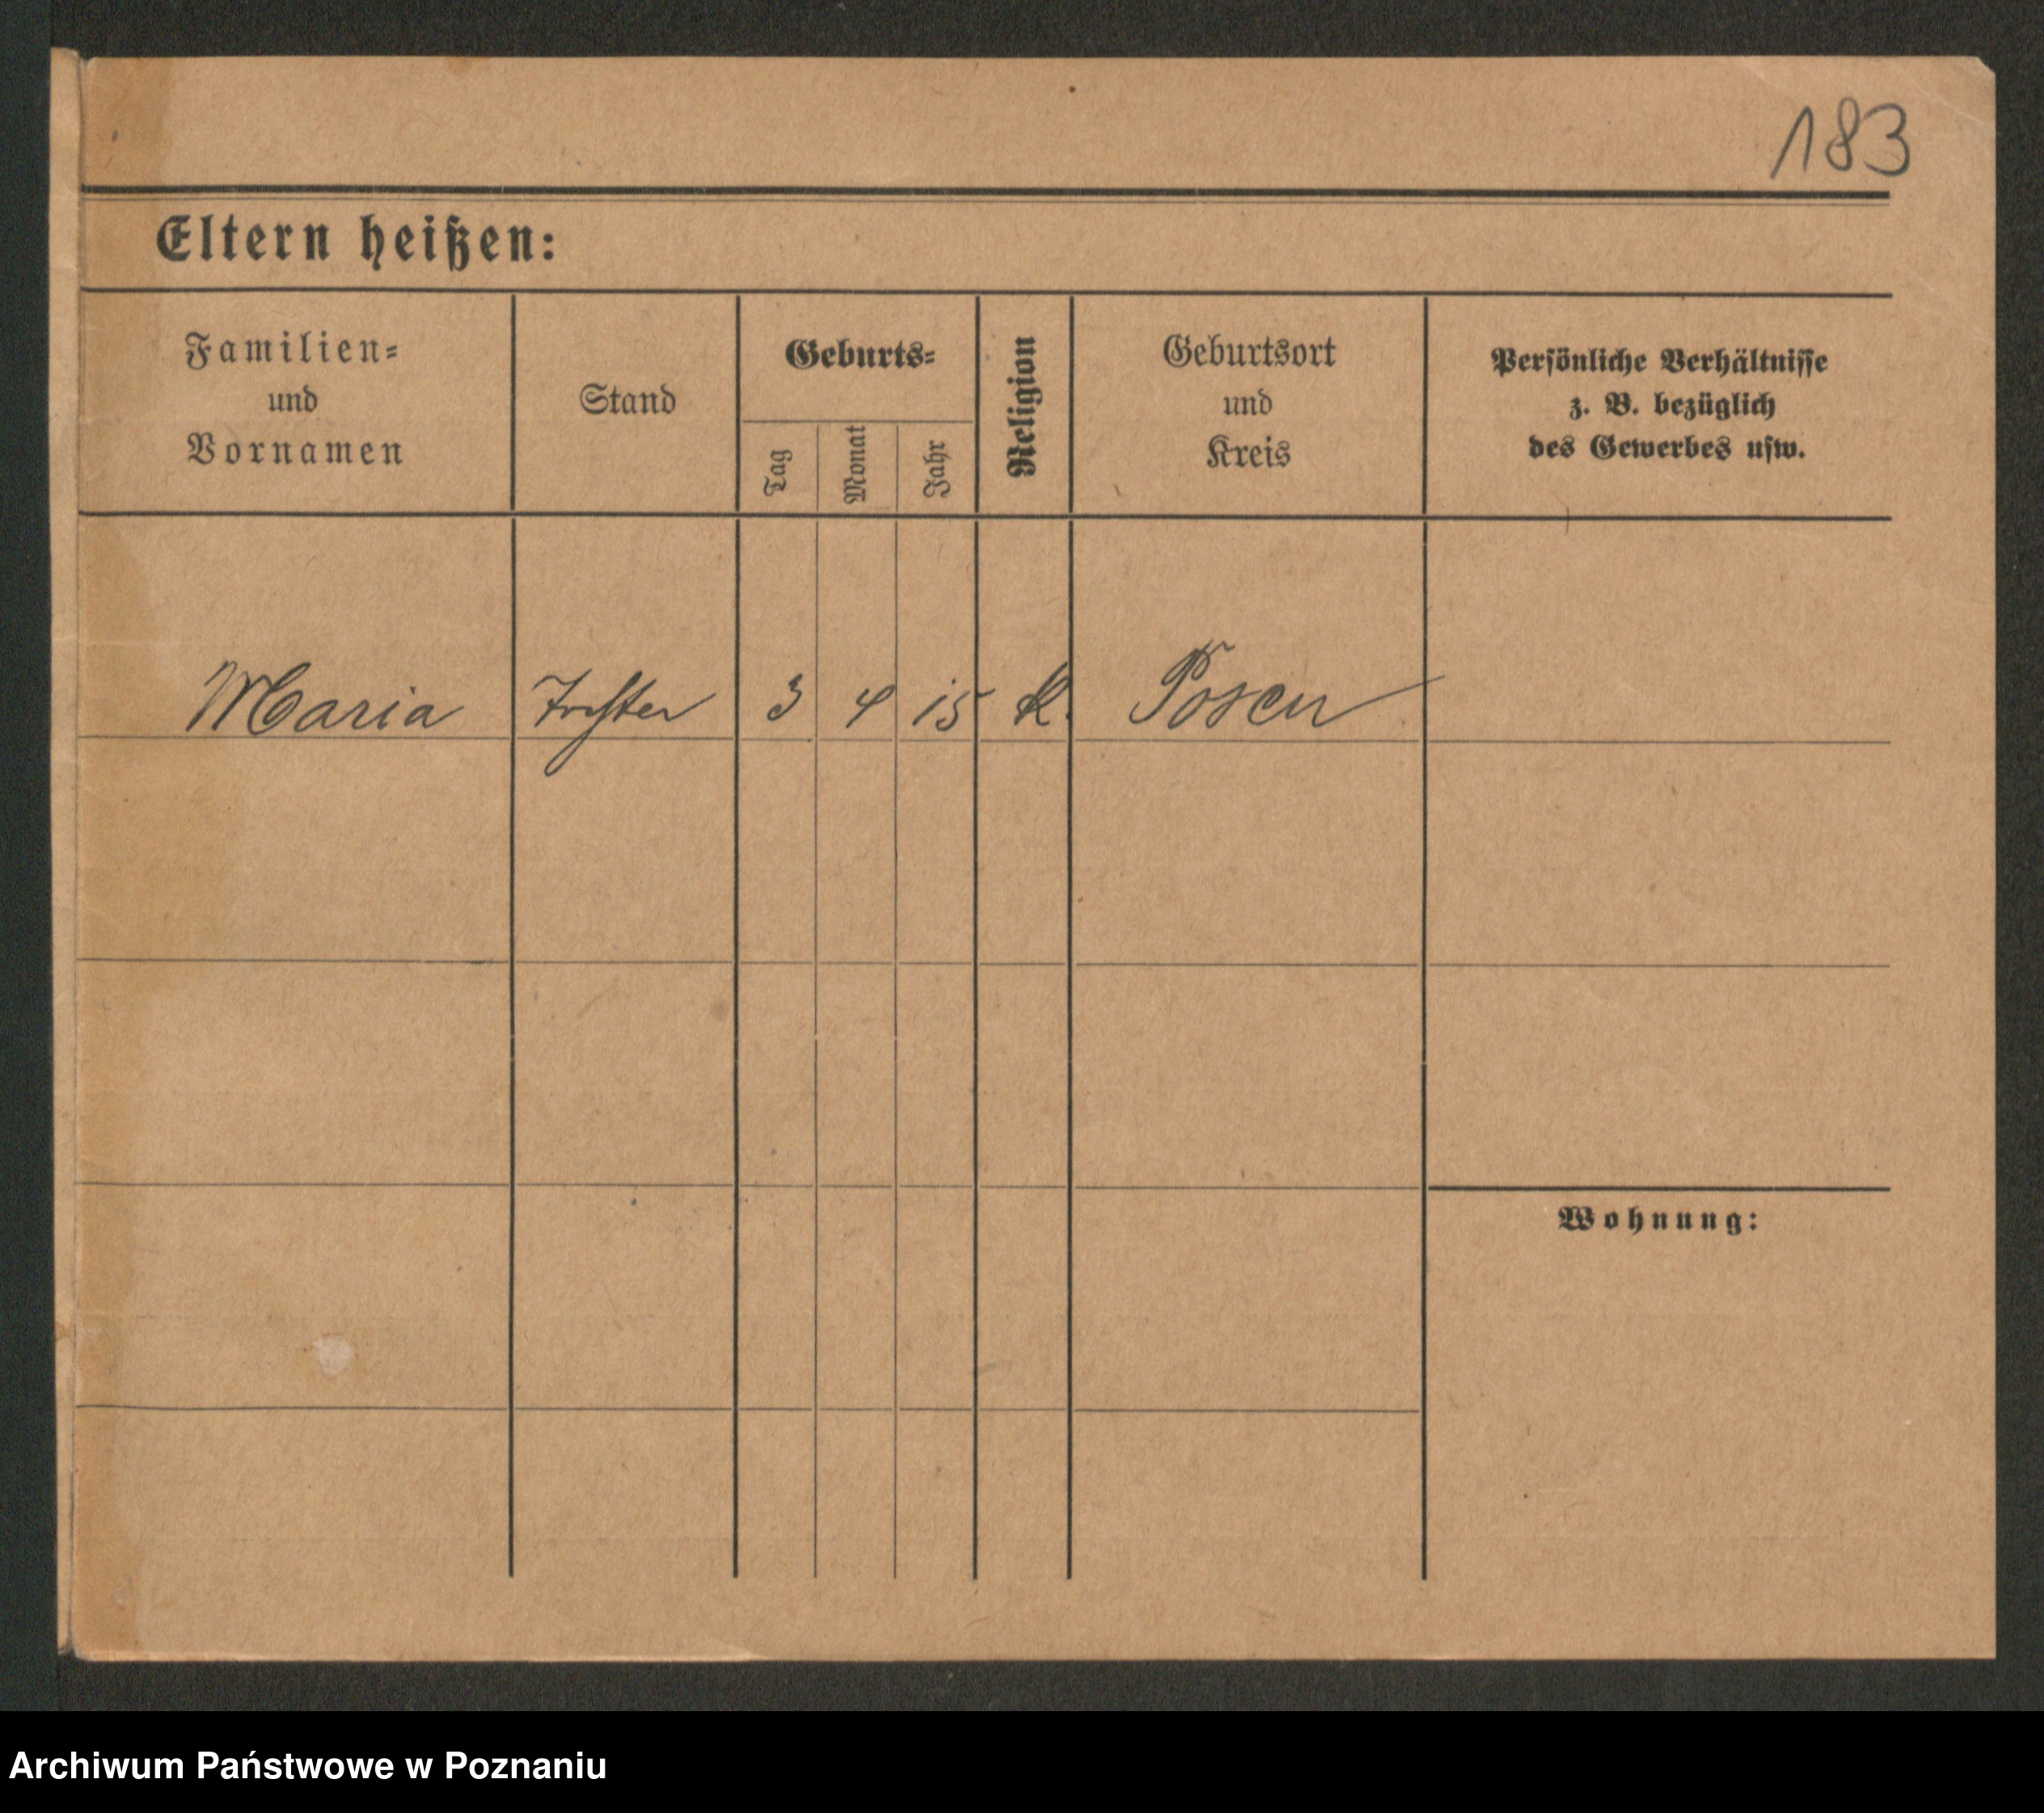 183
Eltern heißen:
Familien-
und
Vornamen
Stand
Geburts-
Tag
Monat
Jahr
Religion
Geburtsort
und
Kreis
Persönliche Verhältnisse
z. B. bezüglich
des Gewerbes usw.
Maria Tochter 3 4 15 k. Posen
Wohnung:
Archiwum Państwowe w Poznaniu